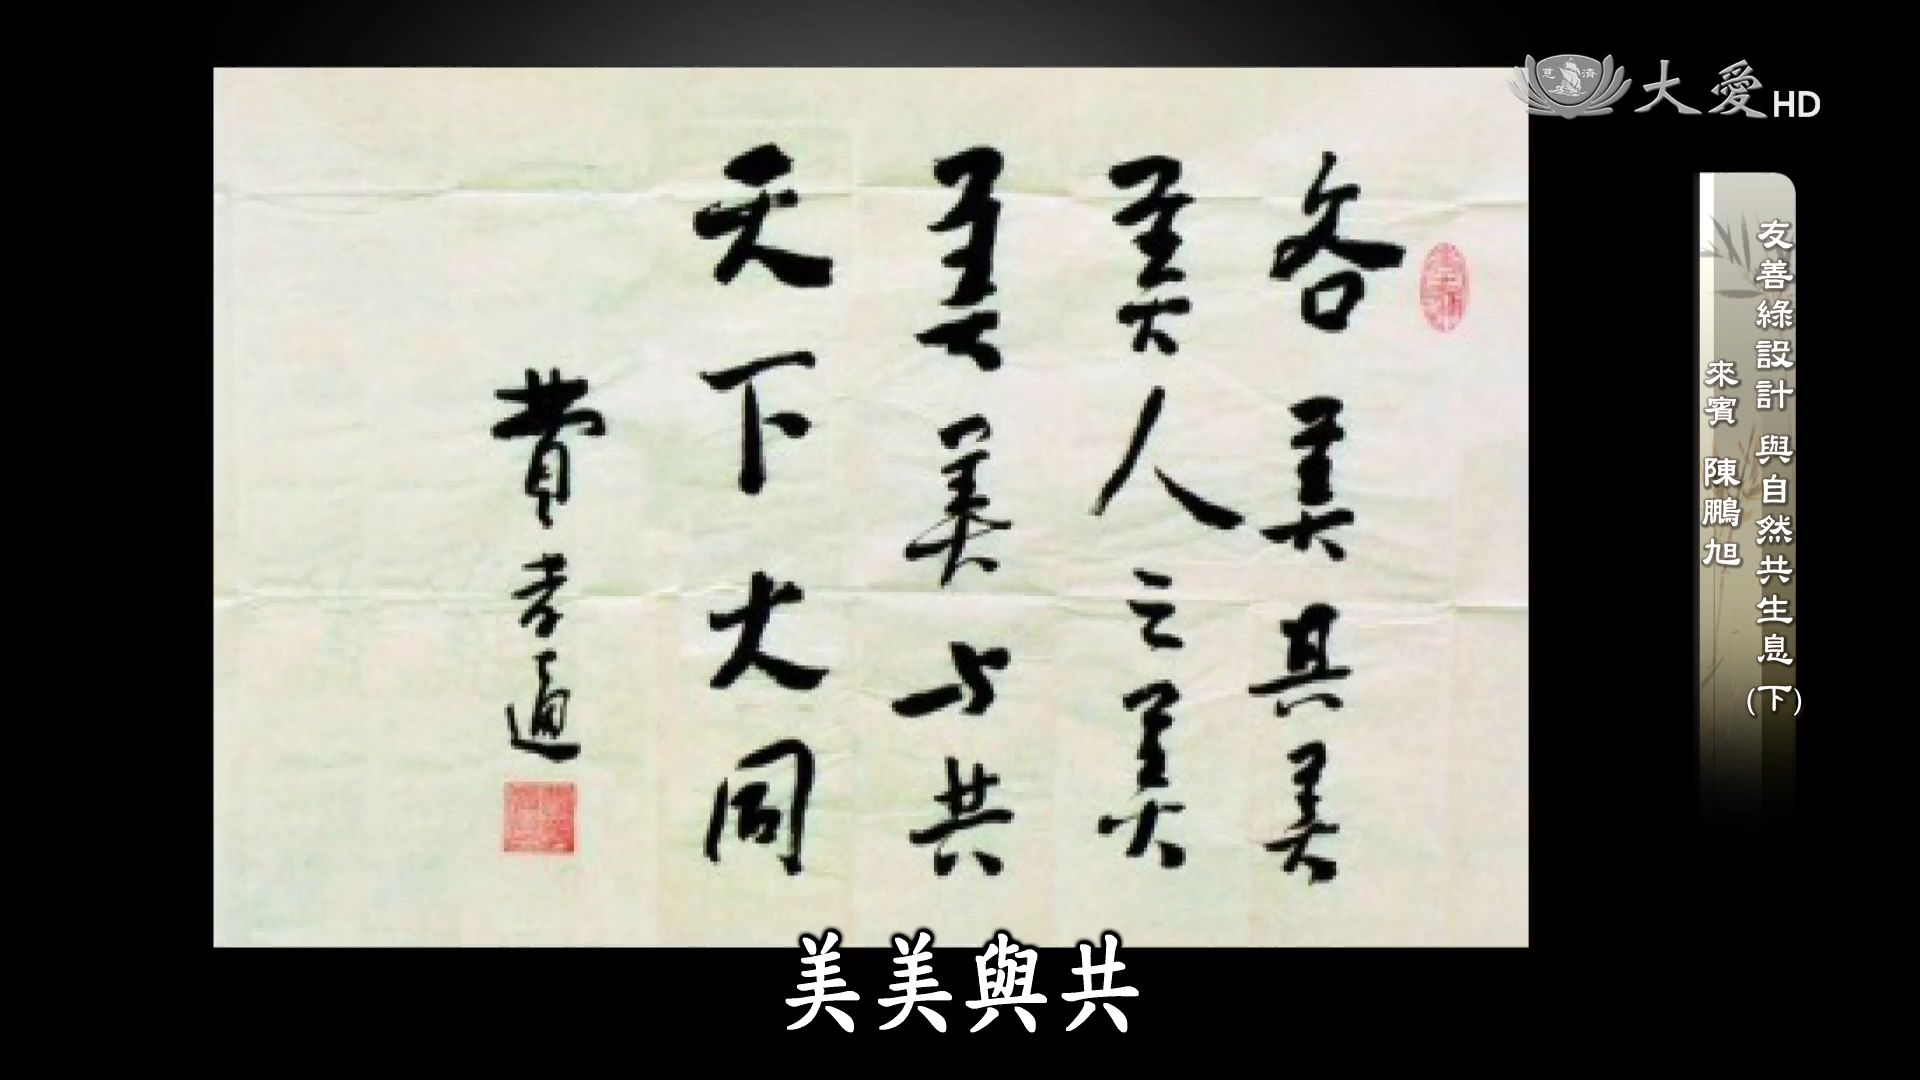 各美其美
美人之美
美美与共
天下大同
費孝通
慈濟
大愛HD
友善綠設計 與自然共生息(下)
來賓 陳鵬旭
美美與共